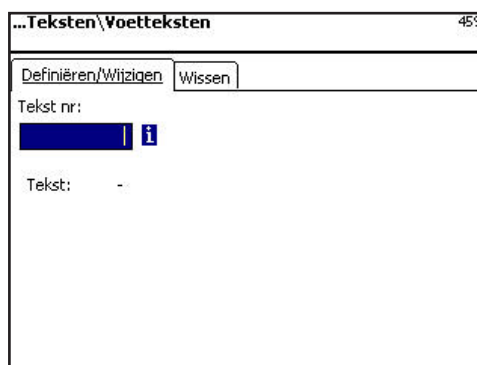 ...Teksten\Voetteksten
Definiëren/Wijzigen Wissen
Tekst nr:
i
Tekst: -